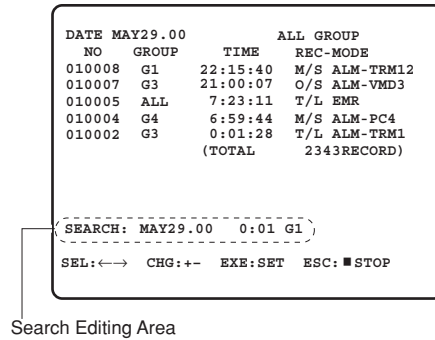 DATE MAY29.00 ALL GROUP
NO GROUP TIME REC-MODE
010008 G1 22:15:40 M/S ALM-TRM12
010007 G3 21:00:07 O/S ALM-VMD3
010005 ALL 7:23:11 T/L EMR
010004 G4 6:59:44 M/S ALM-PC4
010002 G3 0:01:28 T/L ALM-TRM1
(TOTAL 2343RECORD)
SEARCH: MAY29.00 0:01 G1
SEL:←→ CHG:+- EXE:SET ESC:■STOP
Search Editing Area